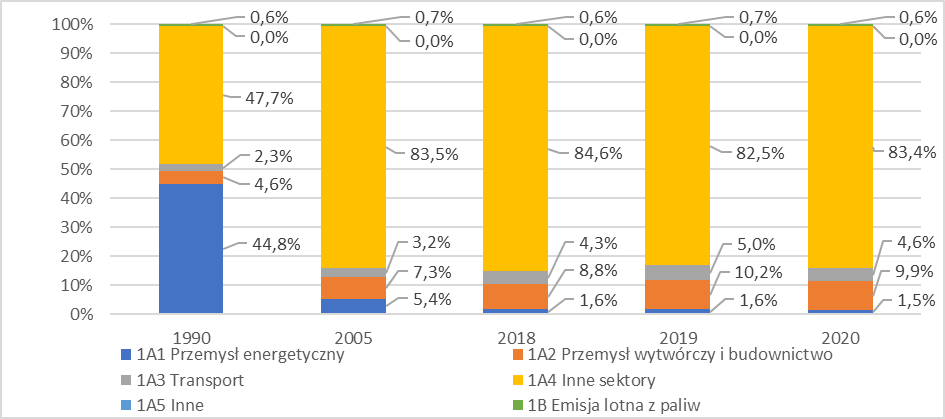 100% 0,6% 0,7% 0,6% 0,7% 0,6%
90% 0,0% 0,0% 0,0% 0,0% 0,0%
80%
70% 47,7%
60% 83,5% 84,6% 82,5% 83,4%
50% 2,3%
40% 4,6%
30%
20% 44,8% 3,2% 4,3% 5,0% 4,6%
10% 7,3% 8,8% 10,2% 9,9%
0% 5,4% 1,6% 1,6% 1,5%
1990 2005 2018 2019 2020
1A1 Przemysł energetyczny 1A2 Przemysł wytwórczy i budownictwo
1A3 Transport 1A4 Inne sektory
1A5 Inne 1B Emisja lotna z paliw